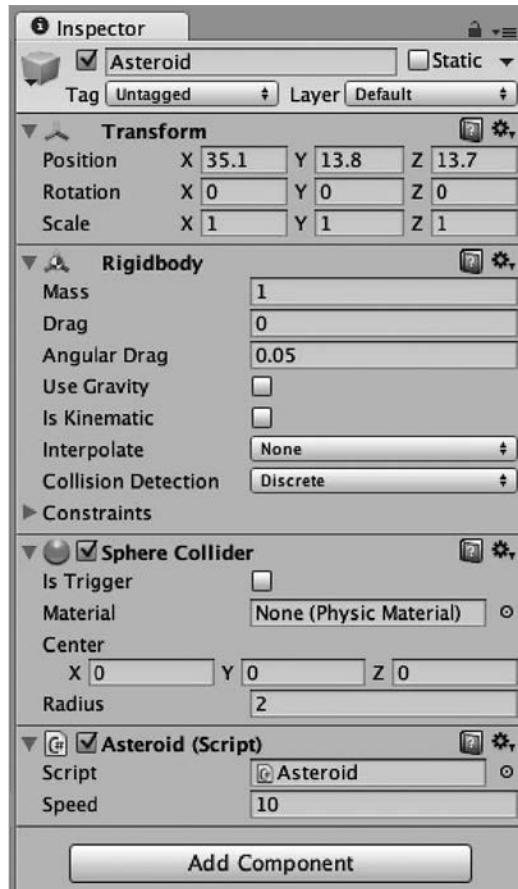 Inspector
Asteroid Static
Tag Untagged Layer Default
Transform
Position X 35.1 Y 13.8 Z 13.7
Rotation X 0 Y 0 Z 0
Scale X 1 Y 1 Z 1
Rigidbody
Mass 1
Drag 0
Angular Drag 0.05
Use Gravity
Is Kinematic
Interpolate None
Collision Detection Discrete
Constraints
Sphere Collider
Is Trigger
Material None (Physic Material)
Center
X 0 Y 0 Z 0
Radius 2
C# Asteroid (Script)
Script Asteroid
Speed 10
Add Component